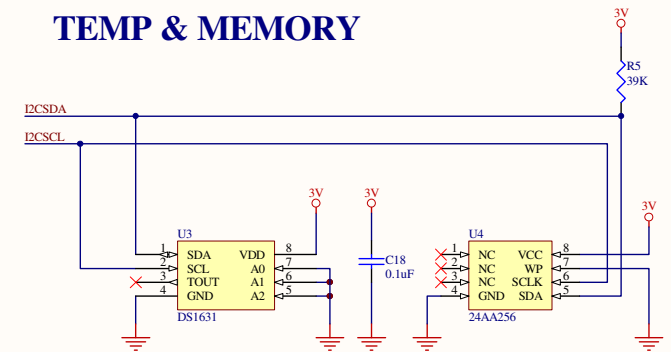 TEMP & MEMORY
3V
R5
39K
I2CSDA
I2CSCL
3V
3V
3V
U3
1 SDA VDD 8
2 SCL A0 7
3 TOUT A1 6
4 GND A2 5
DS1631
C18
0.1uF
U4
1 NC VCC 8
2 NC WP 7
3 NC SCLK 6
4 GND SDA 5
24AA256